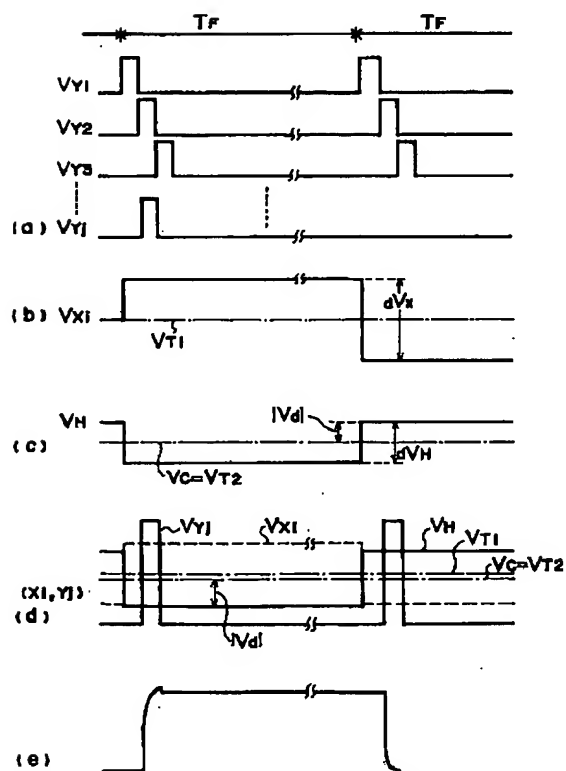 TF TF
VY1
VY2
VY3
(a) VYj
(b) VXi
VT1
dVX
VH
|Vd|
dVH
(c)
VC=VT2
VYj VXi VH VT1
VC=VT2
(Xi,Yj)
(d)
|Vd|
(e)